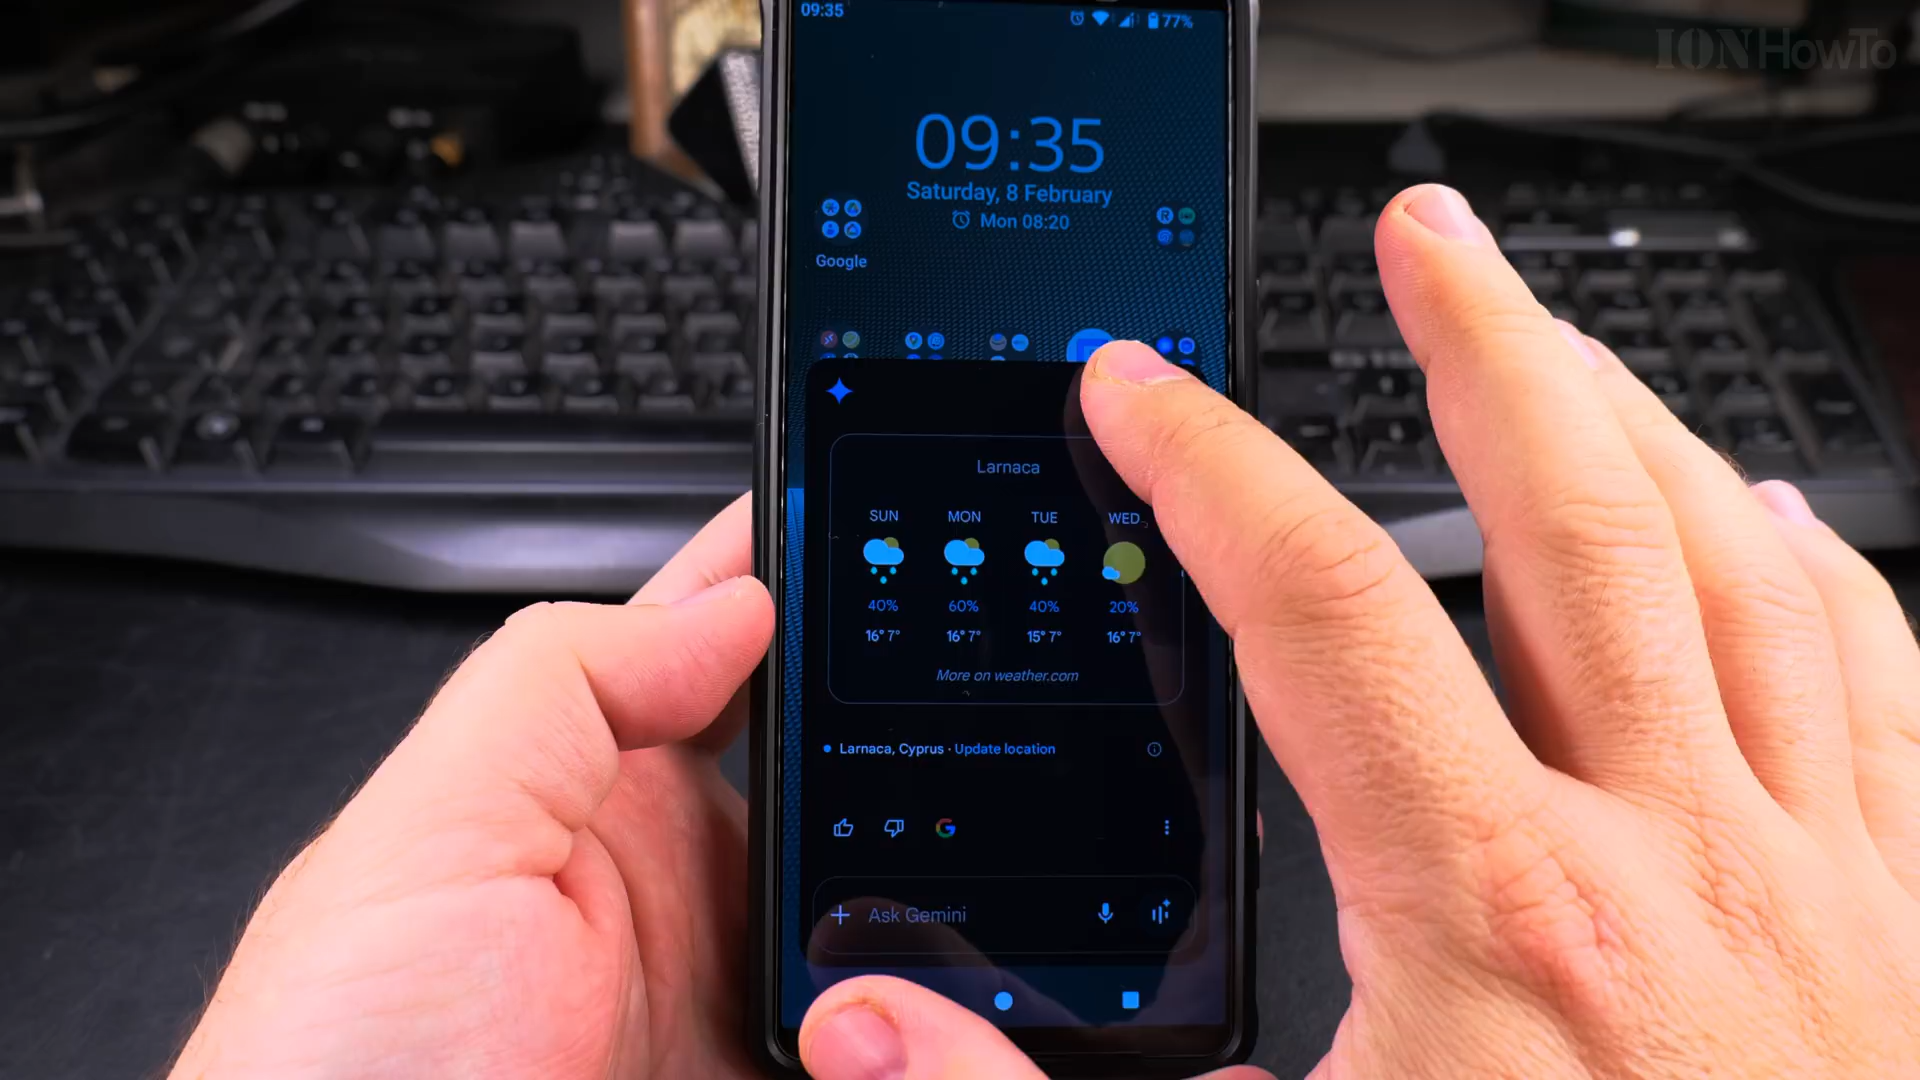 IONHowTo
09:35
77%
09:35
Saturday, 8 February
Mon 08:20
Google
Larnaca
SUN MON TUE WED
40% 60% 40% 20%
16° 7° 16° 7° 15° 7° 16° 7°
More on weather.com
Larnaca, Cyprus · Update location
Ask Gemini